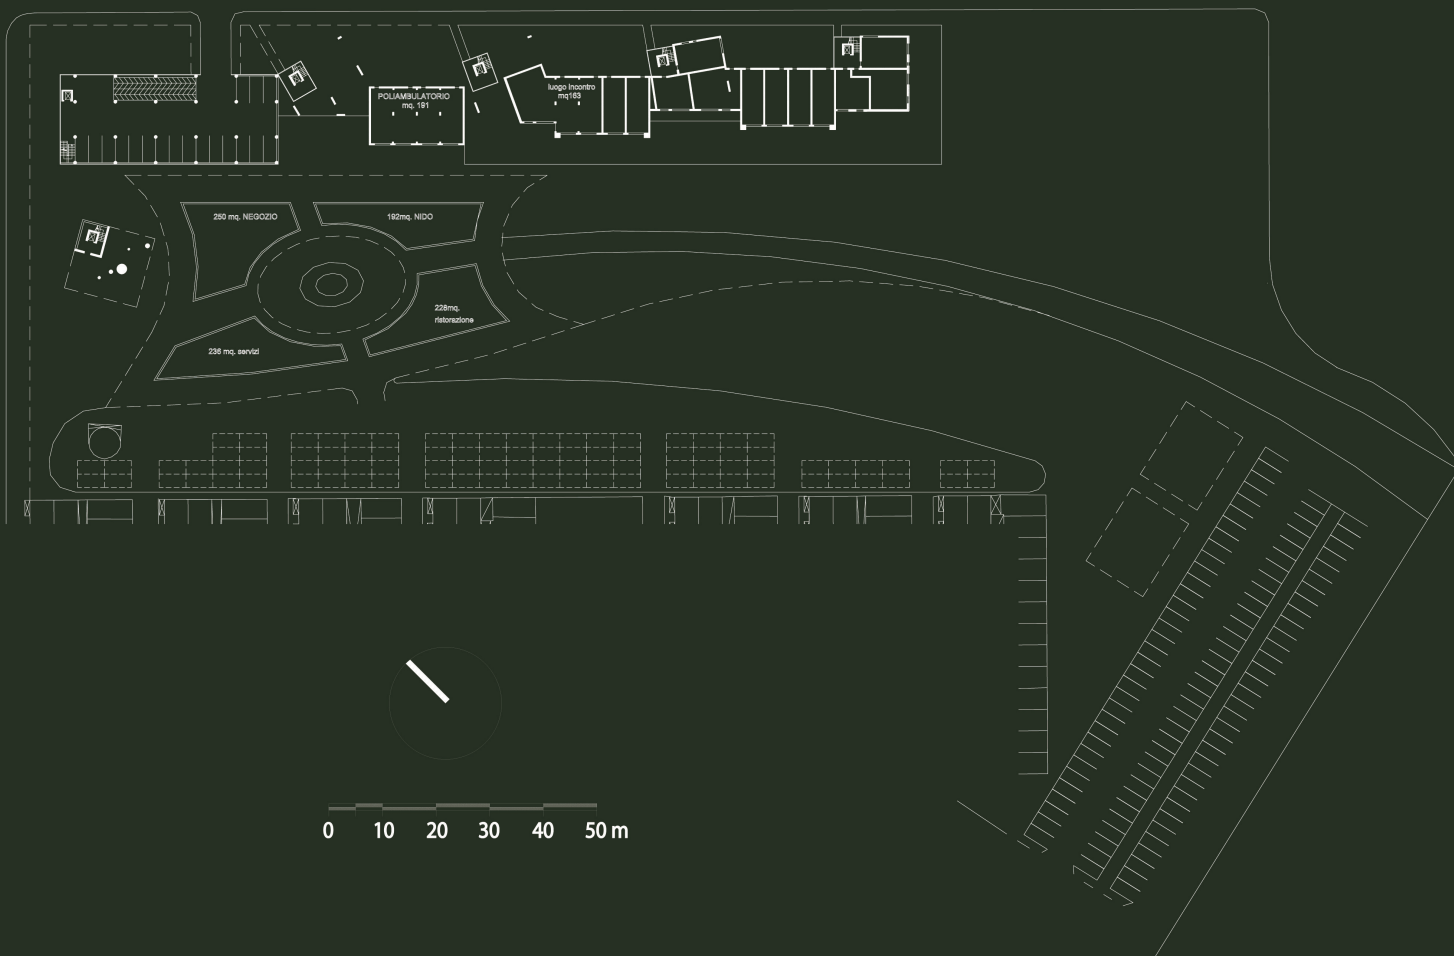 POLIAMBULATORIO
mq. 191
luogo incontro
mq163
250 mq. NEGOZIO
192mq. NIDO
228mq.
ristorazione
236 mq. servizi
0 10 20 30 40 50 m